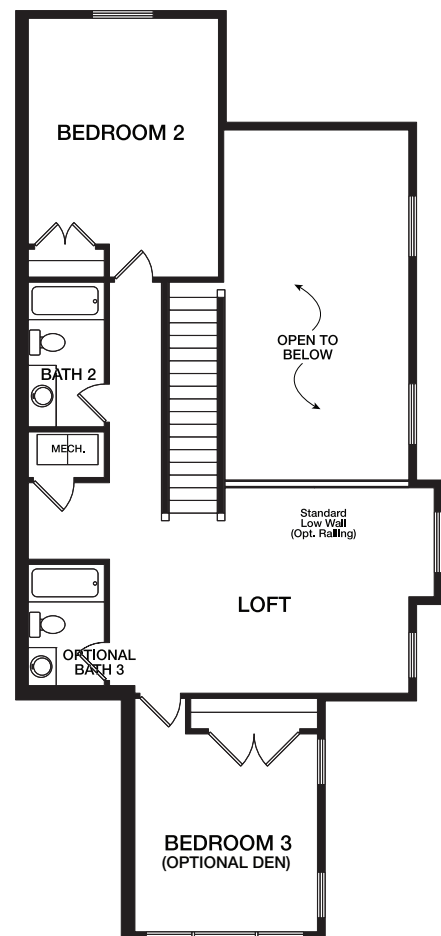 BEDROOM 2
OPEN TO
BELOW
BATH 2
MECH.
Standard
Low Wall
(Opt. Railing)
LOFT
OPTIONAL
BATH 3
BEDROOM 3
(OPTIONAL DEN)